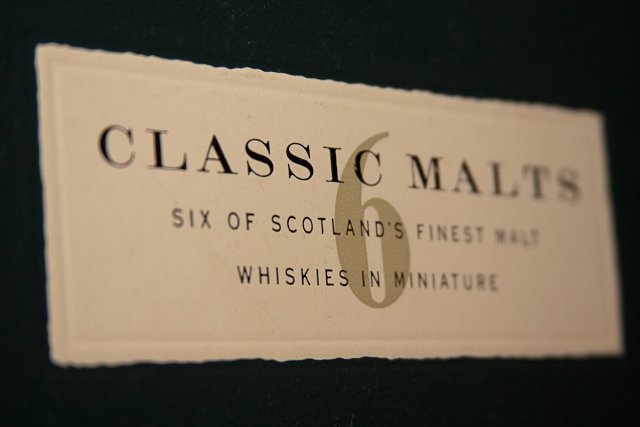 CLASSIC MALTS
6
SIX OF SCOTLAND'S FINEST MALT
WHISKIES IN MINIATURE